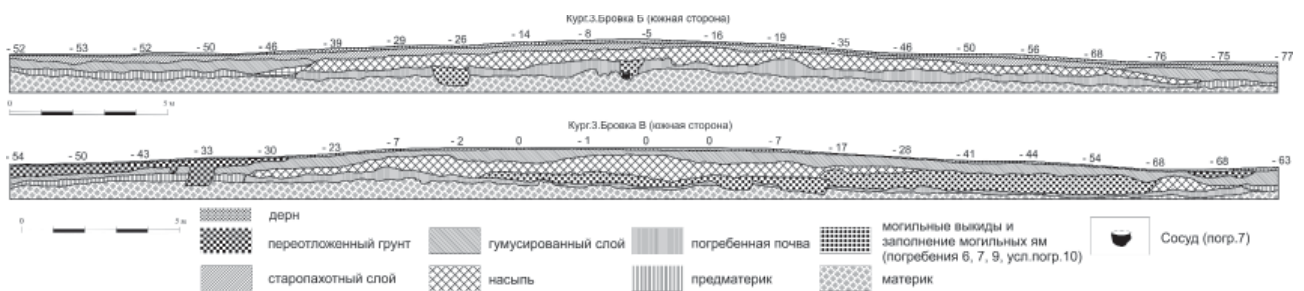 Кург.3.Бровка Б (южная сторона)
- 52 - 53 - 52 - 50 - 46 - 39 - 29 - 26 - 14 - 8 - 5 - 16 - 19 - 35 - 46 - 50 - 56 - 68 - 76 - 75 - 77
0 5 м
Кург.3.Бровка В (южная сторона)
- 54 - 50 - 43 - 33 - 30 - 23 - 7 - 2 0 - 1 0 0 - 7 - 17 - 28 - 41 - 44 - 54 - 68 - 68 - 63
0 5 м
дерн
переотложенный грунт
старопахотный слой
гумусированный слой
насыпь
погребенная почва
предматерик
могильные выкиды и
заполнение могильных ям
(погребения 6, 7, 9, усл.погр.10)
материк
Сосуд (погр.7)